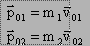 p⃗₀₁ = m₁v⃗₀₁
p⃗₀₂ = m₂v⃗₀₂